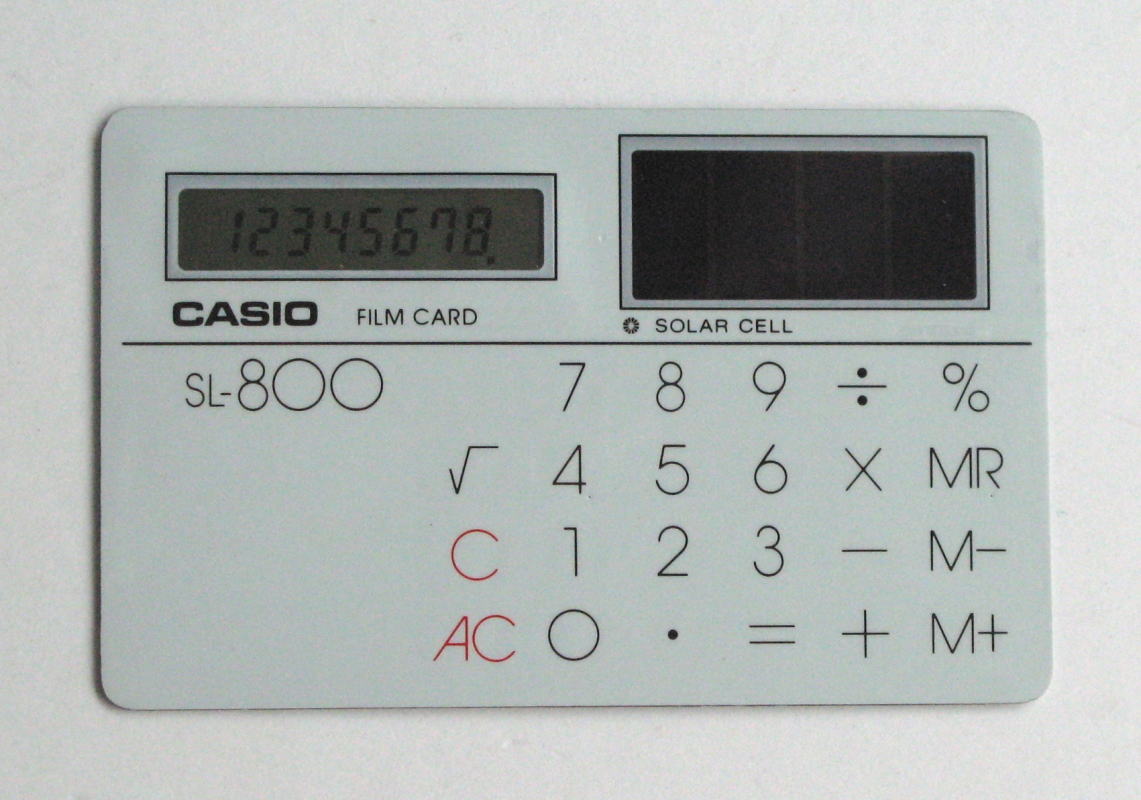 12345678.
CASIO FILM CARD
SOLAR CELL
SL-800
7 8 9 ÷ %
√ 4 5 6 × MR
C 1 2 3 − M−
AC 0 · = + M+